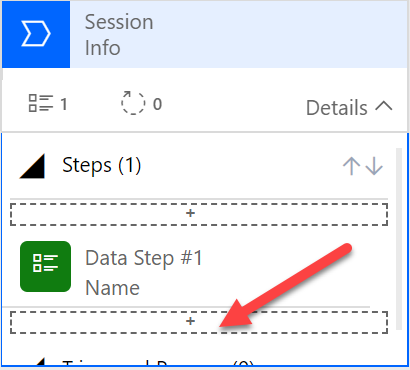 Session
Info
1 0 Details
Steps (1)
+
Data Step #1
Name
+